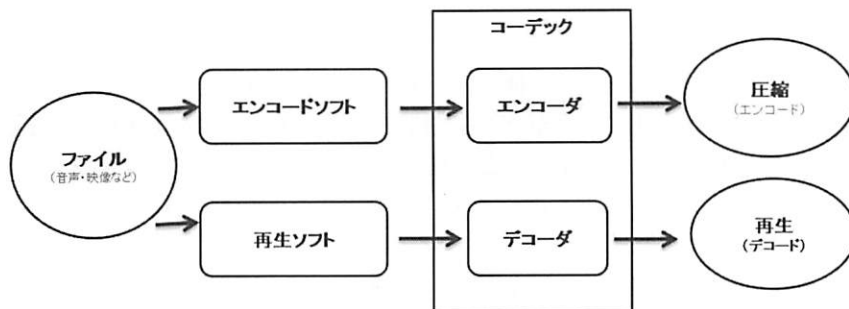 コーデック
ファイル
(音声・映像など)
エンコードソフト
エンコーダ
圧縮
(エンコード)
再生ソフト
デコーダ
再生
(デコード)